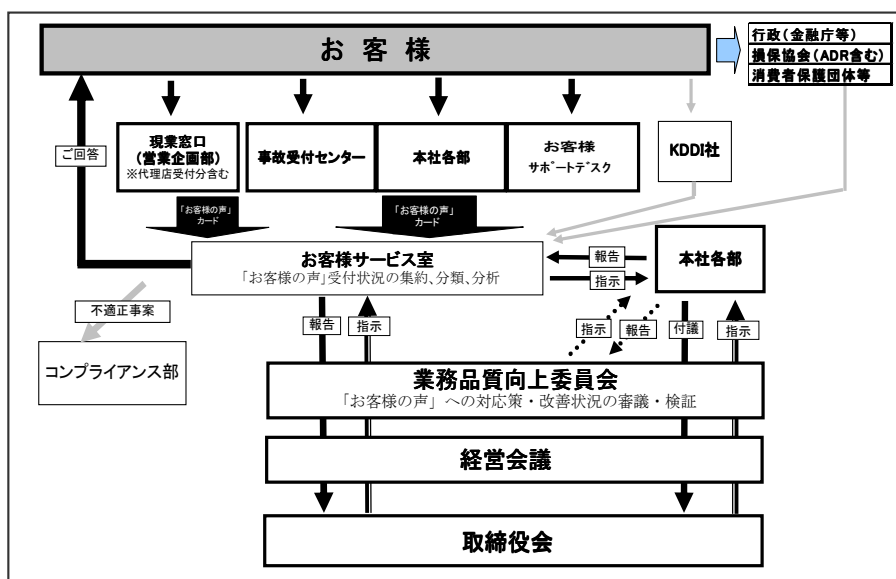 お客様
行政(金融庁等)
損保協会(ADR含む)
消費者保護団体等
現業窓口
(営業企画部)
※代理店受付分含む
事故受付センター
本社各部
お客様
サポートデスク
KDDI社
ご回答
「お客様の声」
カード
「お客様の声」
カード
お客様サービス室
「お客様の声」受付状況の集約、分類、分析
報告
指示
本社各部
不適正事案
コンプライアンス部
報告
指示
指示
報告
付議
指示
業務品質向上委員会
「お客様の声」への対応策・改善状況の審議・検証
経営会議
取締役会